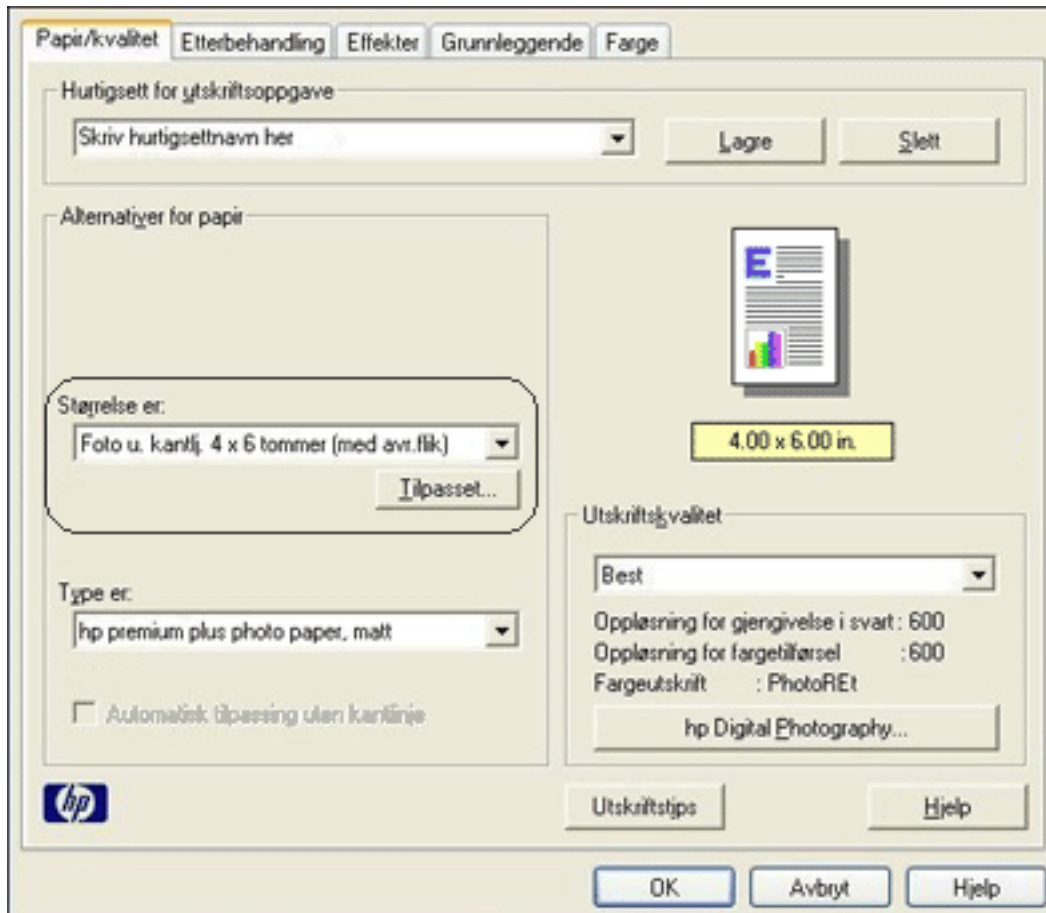 Papir/kvalitet Etterbehandling Effekter Grunnleggende Farge
Hurtigsett for utskriftsoppgave
Skriv hurtigsettnavn her Lagre Slett
Alternativer for papir
E
Størrelse er:
Foto u. kantlj. 4 x 6 tommer (med avr.flik)
4.00 x 6.00 in.
Tilpasset...
Utskriftskvalitet
Best
Type er:
hp premium plus photo paper, matt
Oppløsning for gjengivelse i svart : 600
Oppløsning for fargetilførsel : 600
Fargeutskrift : PhotoREt
Automatisk tilpassing uten kantlinje
hp Digital Photography...
hp
Utskriftstips Hjelp
OK Avbryt Hjelp